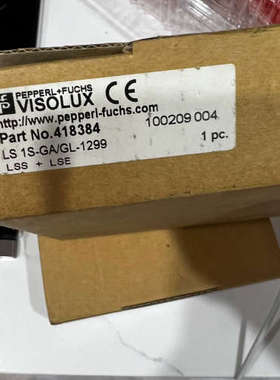 PEPPERL+FUCHS
VISOLUX CE
http://www.pepperl-fuchs.com
Part No.418384
100209 004
LS 1S-GA/GL-1299
1 pc.
LSS + LSE